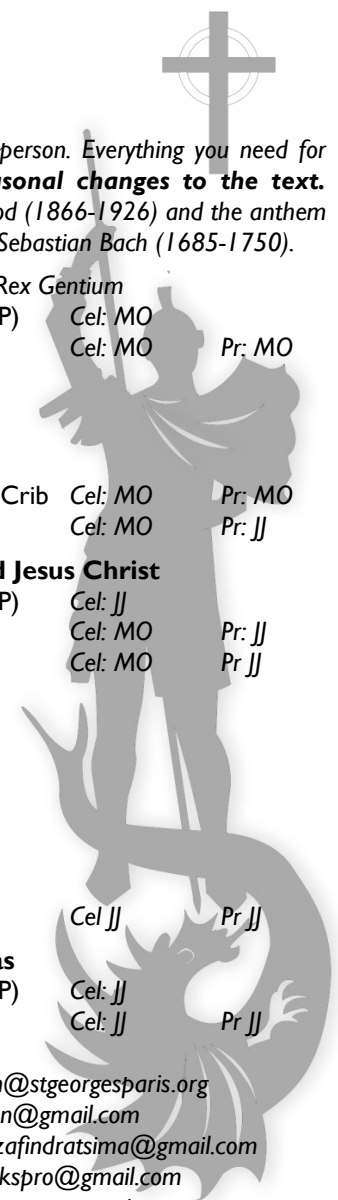 person. Everything you need for
asonal changes to the text.
od (1866-1926) and the anthem
Sebastian Bach (1685-1750).
Rex Gentium
P) Cel: MO
Cel: MO Pr: MO
Crib Cel: MO Pr: MO
Cel: MO Pr: JJ
d Jesus Christ
P) Cel: JJ
Cel: MO Pr: JJ
Cel: MO Pr JJ
Cel JJ Pr JJ
as
P) Cel: JJ
Cel: JJ Pr JJ
n@stgeorgesparis.org
n@gmail.com
zafindratsima@gmail.com
kspro@gmail.com